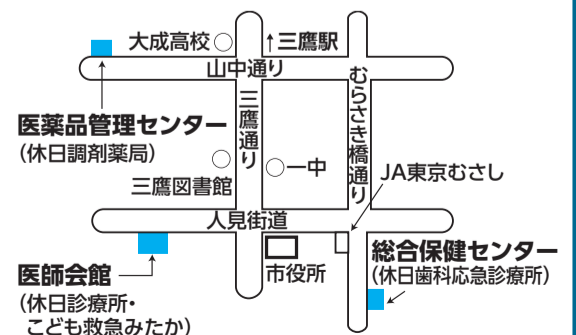 大成高校
↑三鷹駅
山中通り
むらさき橋通り
三鷹通り
医薬品管理センター
(休日調剤薬局)
一中
三鷹図書館
JA東京むさし
人見街道
市役所
総合保健センター
(休日歯科応急診療所)
医師会館
(休日診療所・
こども救急みたか)